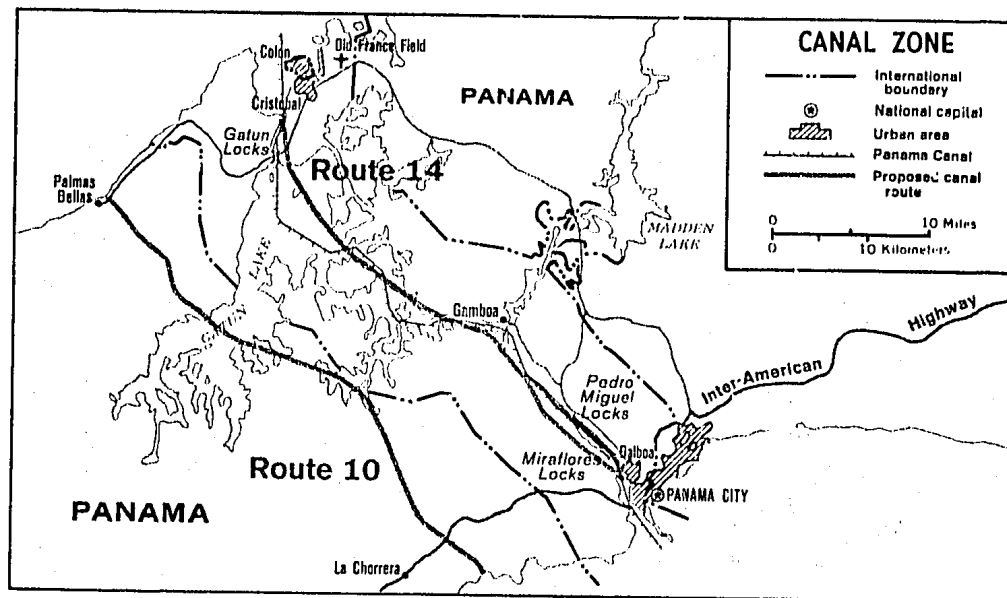 CANAL ZONE
International
boundary
National capital
Urban area
Panama Canal
Proposed canal
route
0 10 Miles
0 10 Kilometers
Old France Field
Colon
PANAMA
Cristobal
Gatun
Locks
Route 14
Palmas
Bellas
MADDEN
LAKE
GATUN LAKE
Gamboa
Inter-American Highway
Pedro
Miguel
Locks
Balboa
Route 10
Miraflores
Locks
PANAMA CITY
PANAMA
La Chorrera